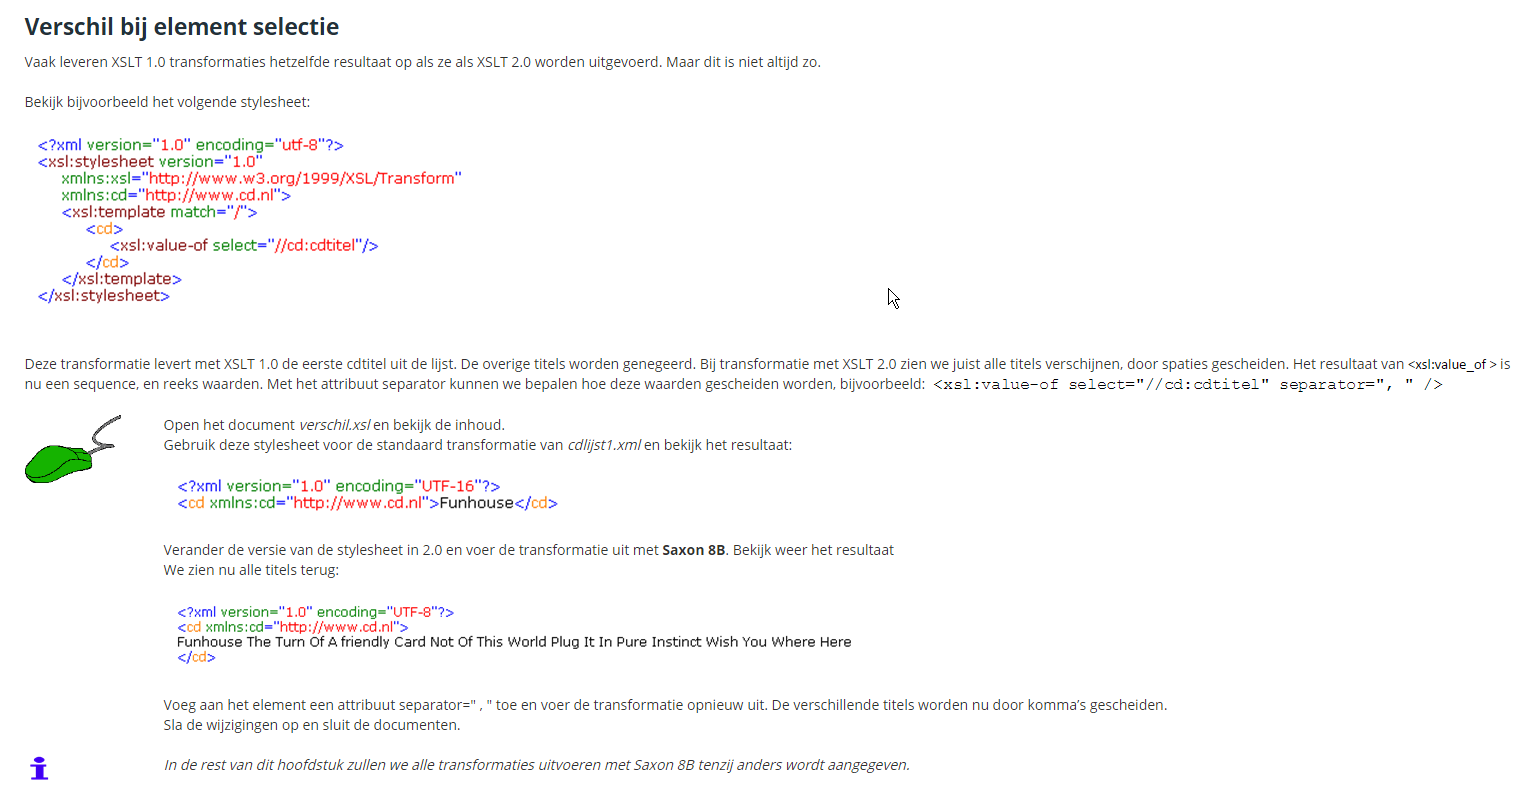 Verschil bij element selectie
Vaak leveren XSLT 1.0 transformaties hetzelfde resultaat op als ze als XSLT 2.0 worden uitgevoerd. Maar dit is niet altijd zo.
Bekijk bijvoorbeeld het volgende stylesheet:
<?xml version="1.0" encoding="utf-8"?>
<xsl:stylesheet version="1.0"
xmlns:xsl="http://www.w3.org/1999/XSL/Transform"
xmlns:cd="http://www.cd.nl">
<xsl:template match="/">
<cd>
<xsl:value-of select="//cd:cdtitel"/>
</cd>
</xsl:template>
</xsl:stylesheet>
Deze transformatie levert met XSLT 1.0 de eerste cdtitel uit de lijst. De overige titels worden genegeerd. Bij transformatie met XSLT 2.0 zien we juist alle titels verschijnen, door spaties gescheiden. Het resultaat van <xsl:value_of > is
nu een sequence, en reeks waarden. Met het attribuut separator kunnen we bepalen hoe deze waarden gescheiden worden, bijvoorbeeld: <xsl:value-of select="//cd:cdtitel" separator=", " />
Open het document verschil.xsl en bekijk de inhoud.
Gebruik deze stylesheet voor de standaard transformatie van cdlijst1.xml en bekijk het resultaat:
<?xml version="1.0" encoding="UTF-16"?>
<cd xmlns:cd="http://www.cd.nl">Funhouse</cd>
Verander de versie van de stylesheet in 2.0 en voer de transformatie uit met Saxon 8B. Bekijk weer het resultaat
We zien nu alle titels terug:
<?xml version="1.0" encoding="UTF-8"?>
<cd xmlns:cd="http://www.cd.nl">
Funhouse The Turn Of A friendly Card Not Of This World Plug It In Pure Instinct Wish You Where Here
</cd>
Voeg aan het element een attribuut separator=" , " toe en voer de transformatie opnieuw uit. De verschillende titels worden nu door komma's gescheiden.
Sla de wijzigingen op en sluit de documenten.
In de rest van dit hoofdstuk zullen we alle transformaties uitvoeren met Saxon 8B tenzij anders wordt aangegeven.